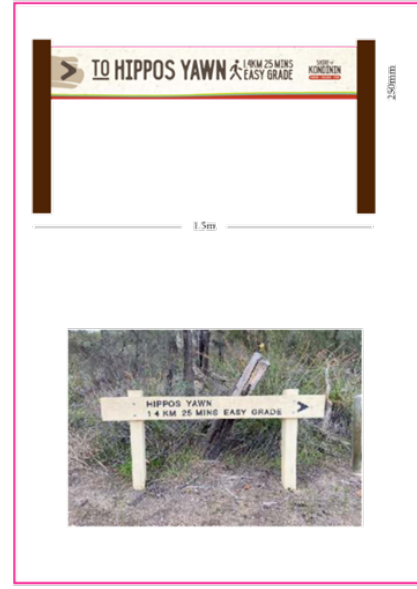 TO HIPPOS YAWN
1.4KM 25 MINS
EASY GRADE
SHIRE of
KONDININ
250mm
1.5m
HIPPOS YAWN
1 4 KM 25 MINS EASY GRADE